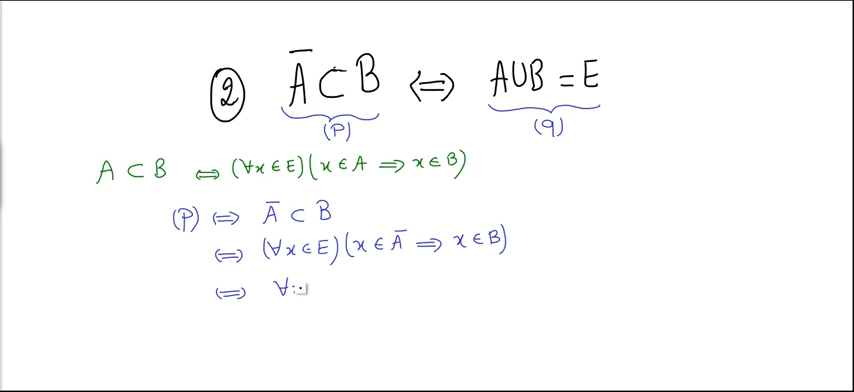 ② A̅ ⊂ B ⇔ A∪B = E
(P) (q)
A ⊂ B ⇔ (∀x ∈ E)(x ∈ A ⇒ x ∈ B)
(P) ⇔ A̅ ⊂ B
⇔ (∀x ∈ E)(x ∈ A̅ ⇒ x ∈ B)
⇔ ∀